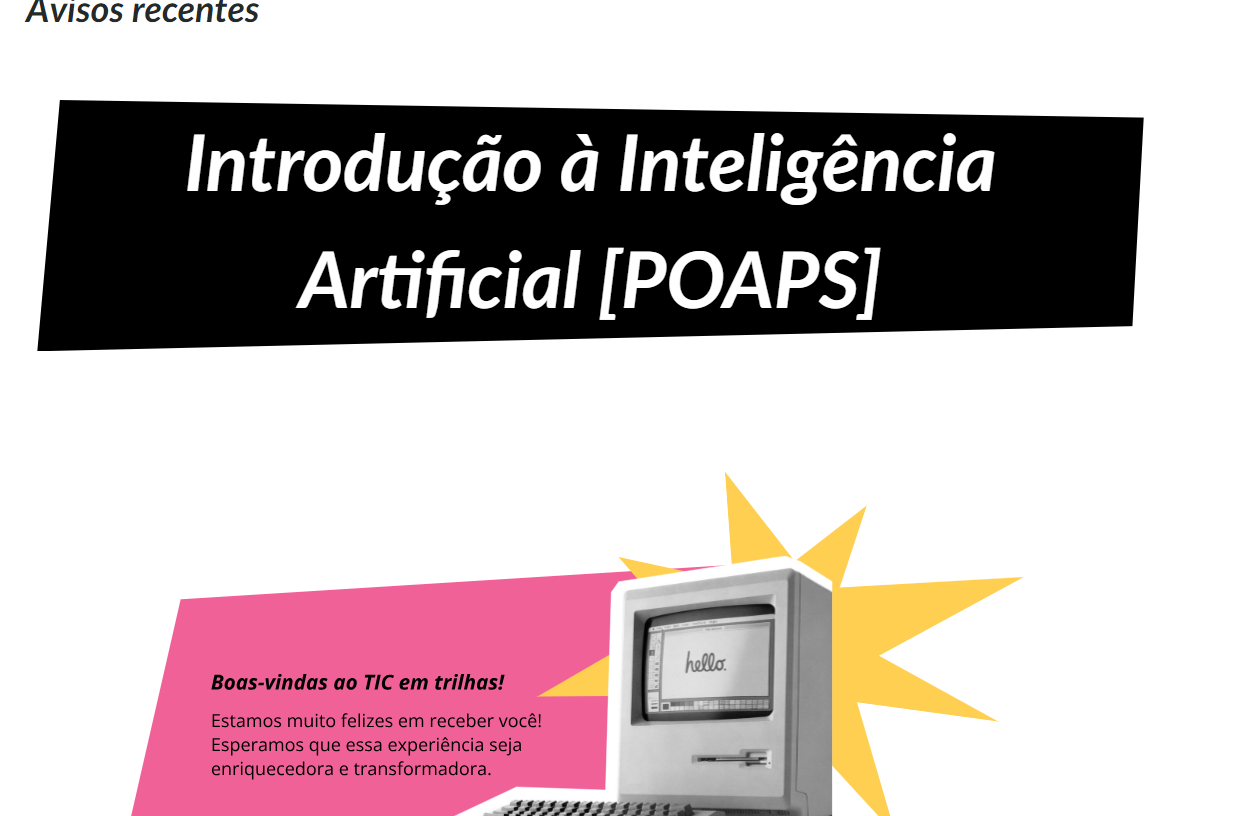 Avisos recentes
Introdução à Inteligência
Artificial [POAPS]
hello.
Boas-vindas ao TIC em trilhas!
Estamos muito felizes em receber você!
Esperamos que essa experiência seja
enriquecedora e transformadora.